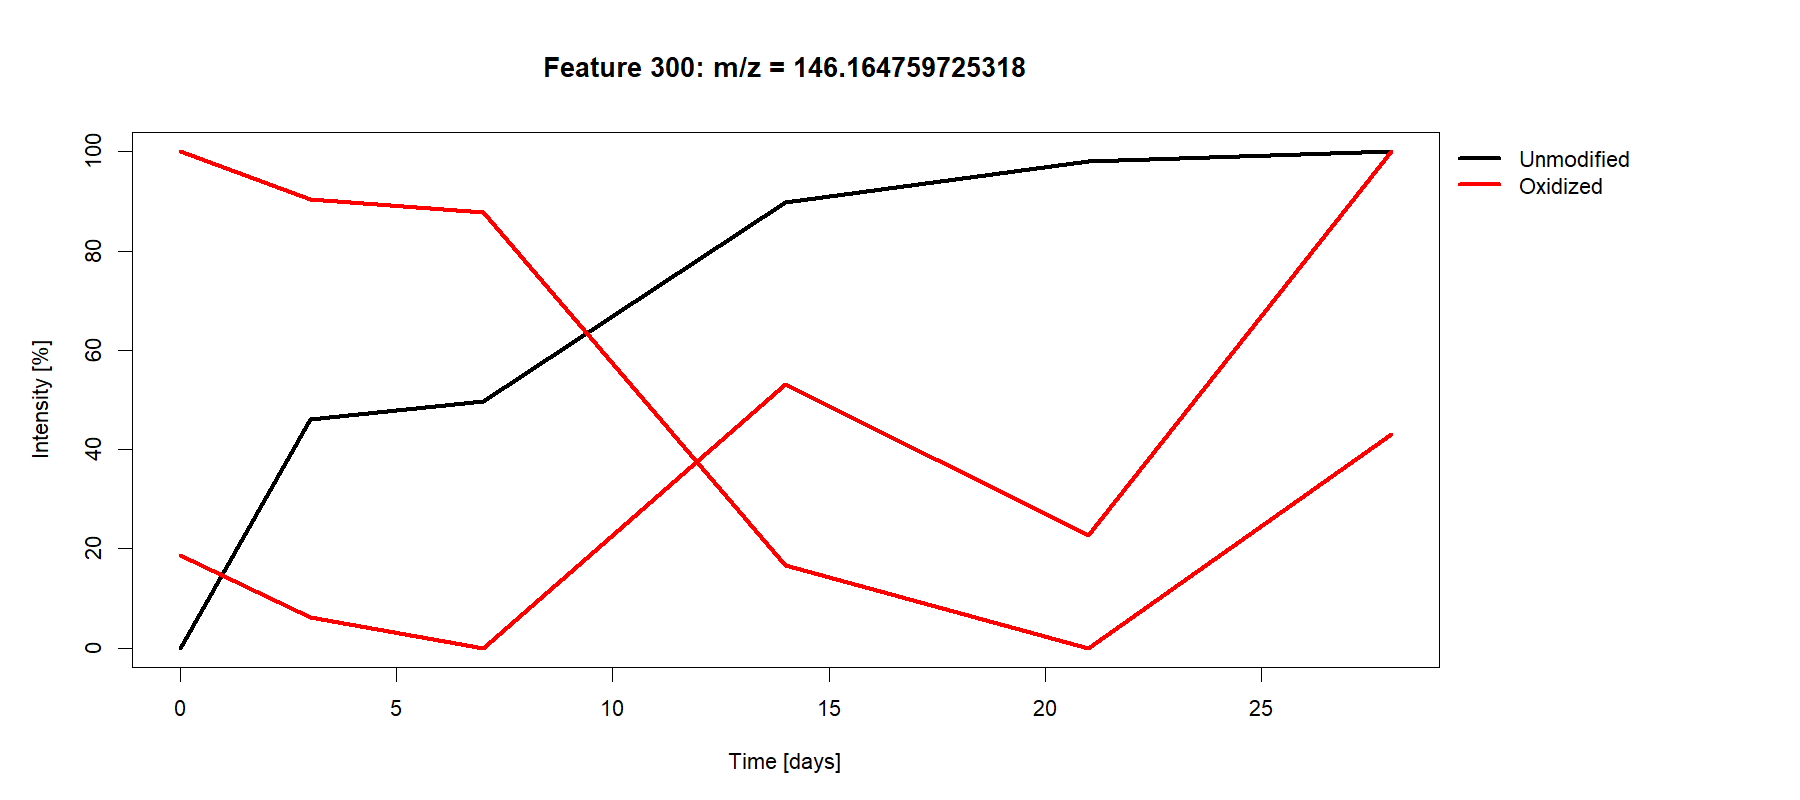 Feature 300: m/z = 146.164759725318
Unmodified
Oxidized
Intensity [%]
100
80
60
40
20
0
0 5 10 15 20 25
Time [days]